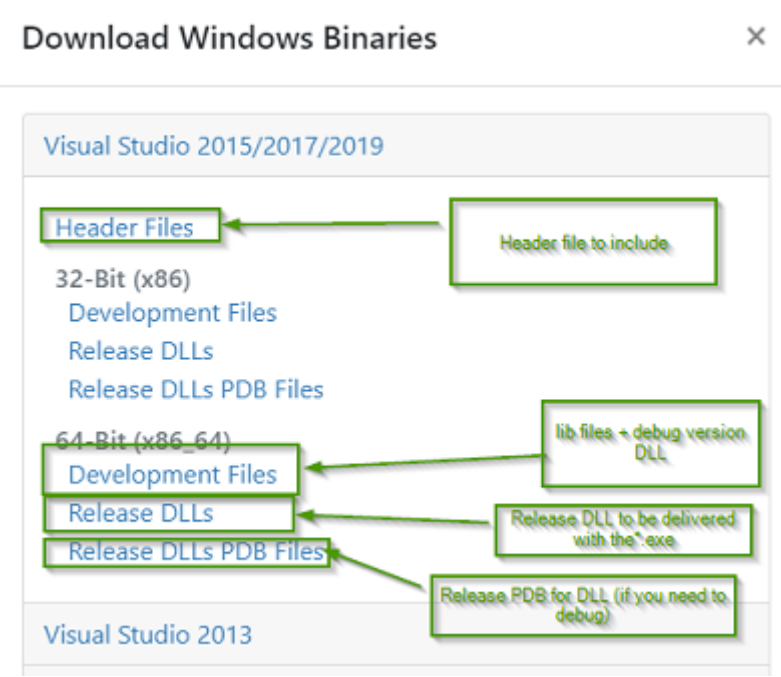 Download Windows Binaries ×
Visual Studio 2015/2017/2019
Header Files
Header file to include
32-Bit (x86)
Development Files
Release DLLs
Release DLLs PDB Files
64-Bit (x86_64)
Development Files
lib files + debug version
DLL
Release DLLs
Release DLL to be delivered
with the*.exe
Release DLLs PDB Files
Release PDB for DLL (if you need to
debug)
Visual Studio 2013